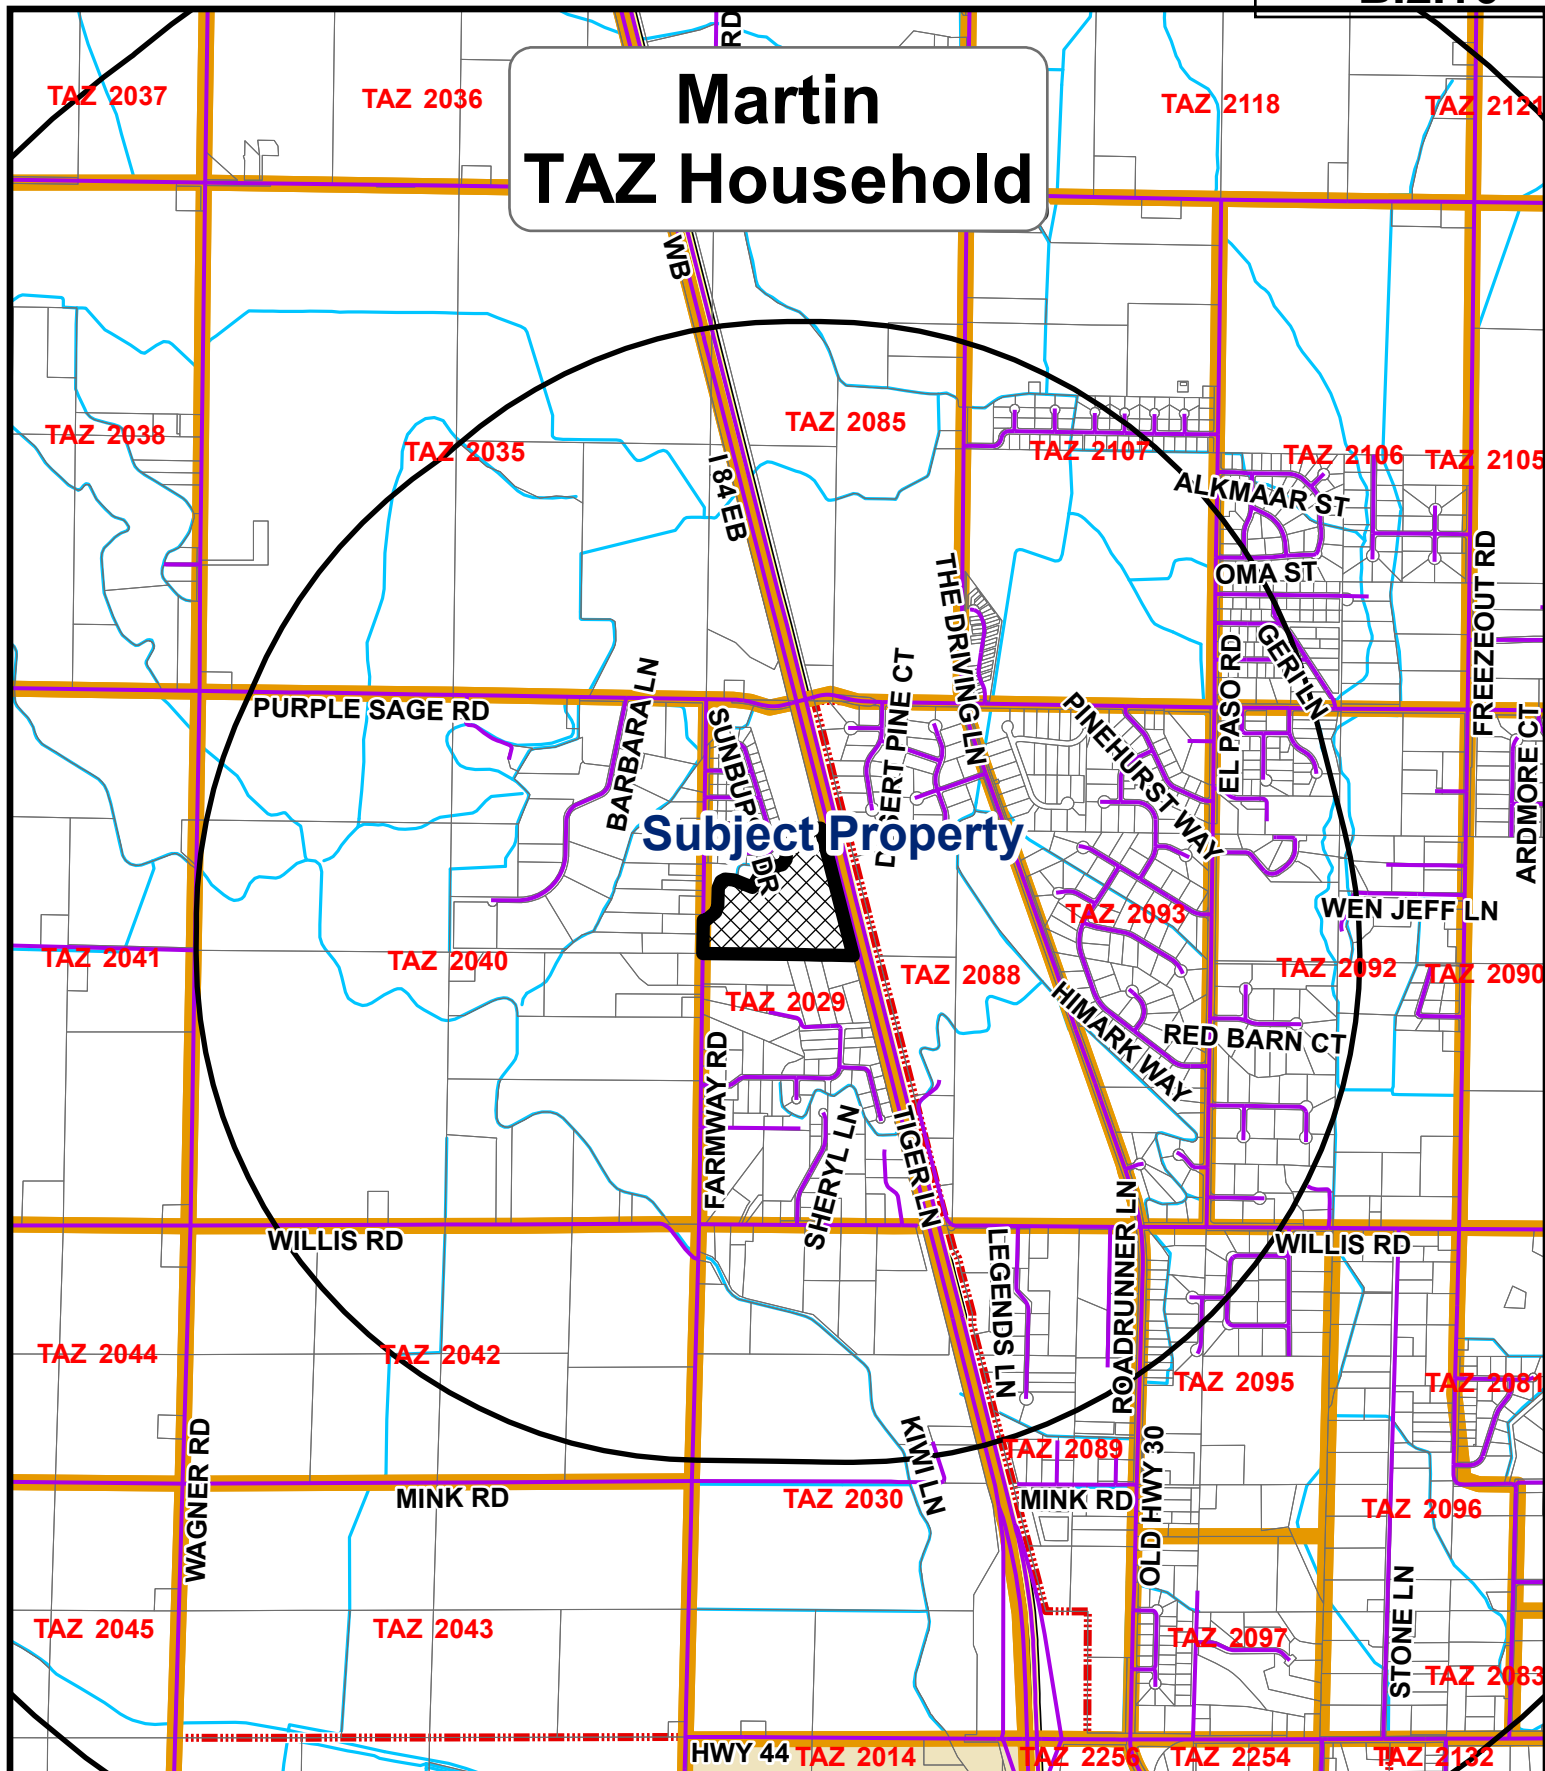 RD
TAZ 2037
TAZ 2036
Martin
TAZ Household
TAZ 2118
TAZ 2121
WB
TAZ 2038
TAZ 2035
TAZ 2085
TAZ 2107
TAZ 2106
TAZ 2105
I 84 EB
ALKMAAR ST
OMA ST
THE DRIVING LN
FREEZEOUT RD
GERI LN
EL PASO RD
PURPLE SAGE RD
BARBARA LN
SUNBURST DR
DESERT PINE CT
PINEHURST WAY
ARDMORE CT
Subject Property
TAZ 2093
WEN JEFF LN
TAZ 2041
TAZ 2040
TAZ 2088
TAZ 2092
TAZ 2090
TAZ 2029
HIMARK WAY
RED BARN CT
FARMWAY RD
SHERYL LN
TIGER LN
WILLIS RD
LEGENDS LN
ROADRUNNER LN
WILLIS RD
TAZ 2044
TAZ 2042
TAZ 2095
TAZ 2081
WAGNER RD
KIWI LN
TAZ 2089
OLD HWY 30
MINK RD
TAZ 2030
MINK RD
TAZ 2096
STONE LN
TAZ 2045
TAZ 2043
TAZ 2097
TAZ 2083
HWY 44
TAZ 2014
TAZ 2256
TAZ 2254
TAZ 2132